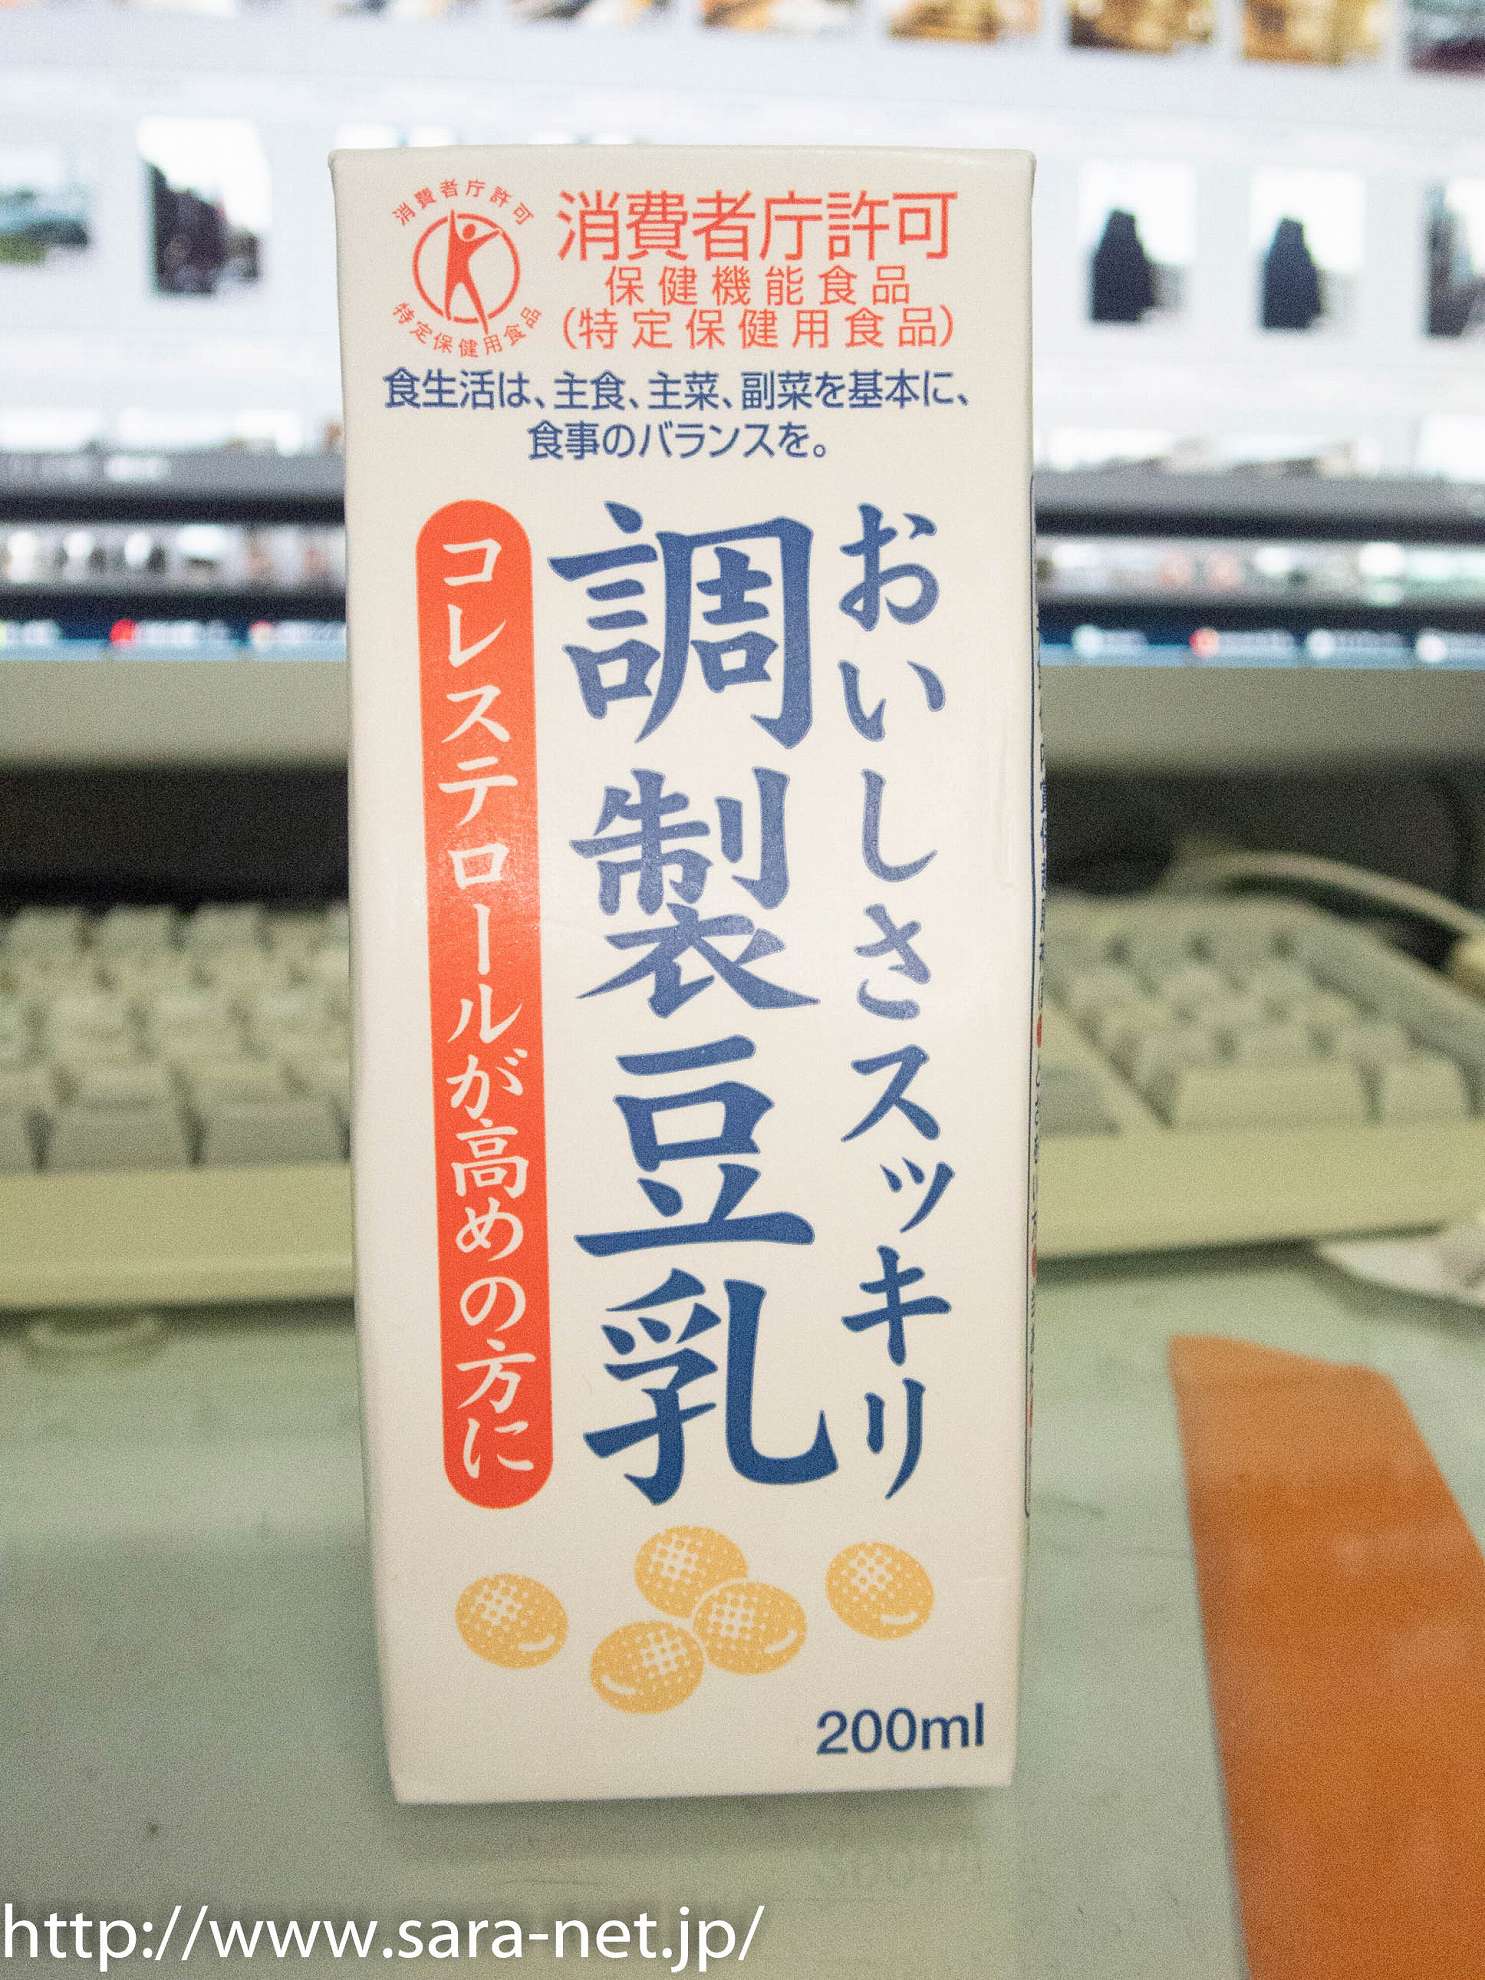 消費者庁許可
特定保健用食品
消費者庁許可
保健機能食品
(特定保健用食品)
食生活は、主食、主菜、副菜を基本に、
食事のバランスを。
おいしさスッキリ
調製豆乳
コレステロールが高めの方に
200ml
http://www.sara-net.jp/